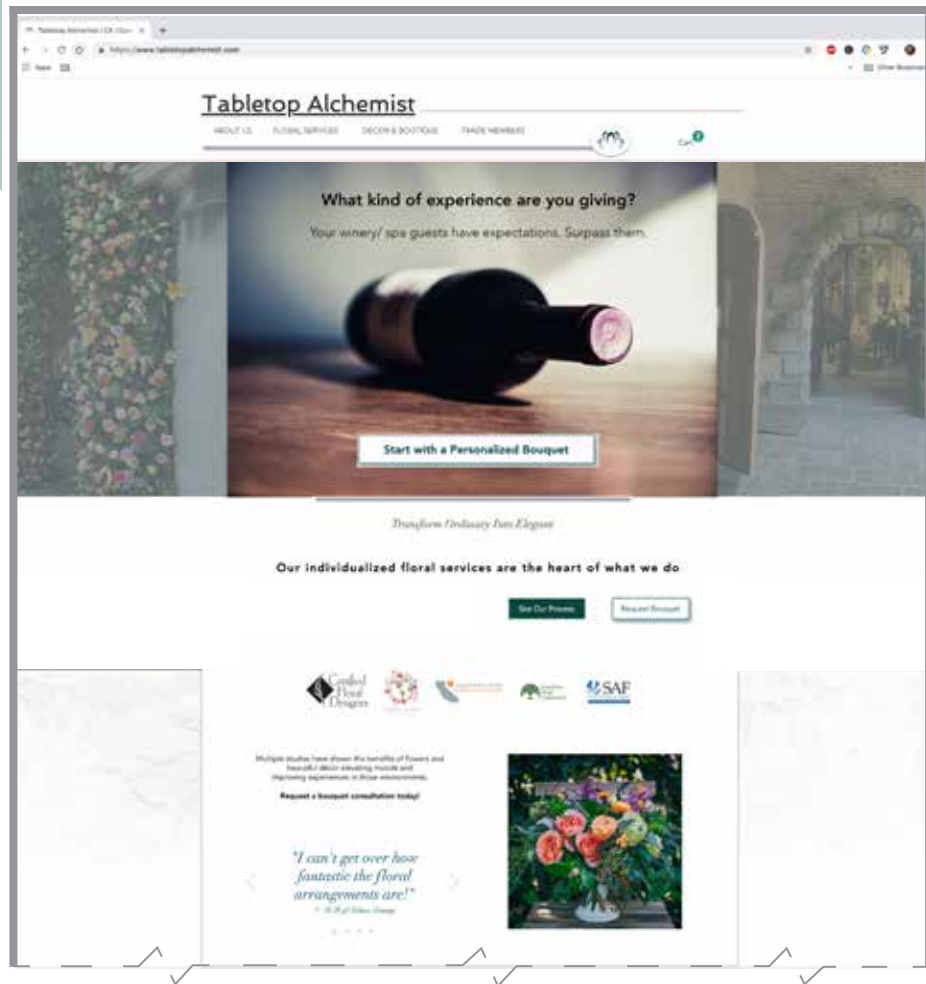 https://www.tabletopalchemist.com
Tabletop Alchemist
ABOUT US FLORAL SERVICES DECOR & BOUTIQUE TRADE MEMBERS
Cart
What kind of experience are you giving?
Your winery/ spa guests have expectations. Surpass them.
Start with a Personalized Bouquet
Transform Ordinary Into Elegant
Our individualized floral services are the heart of what we do
See Our Process Request Bouquet
Certified
Floral
Designers
SAF
Multiple studies have shown the benefits of flowers and
beautiful décor elevating moods and
improving experiences in those environments.
Request a bouquet consultation today!
"I can't get over how
fantastic the floral
arrangements are!"